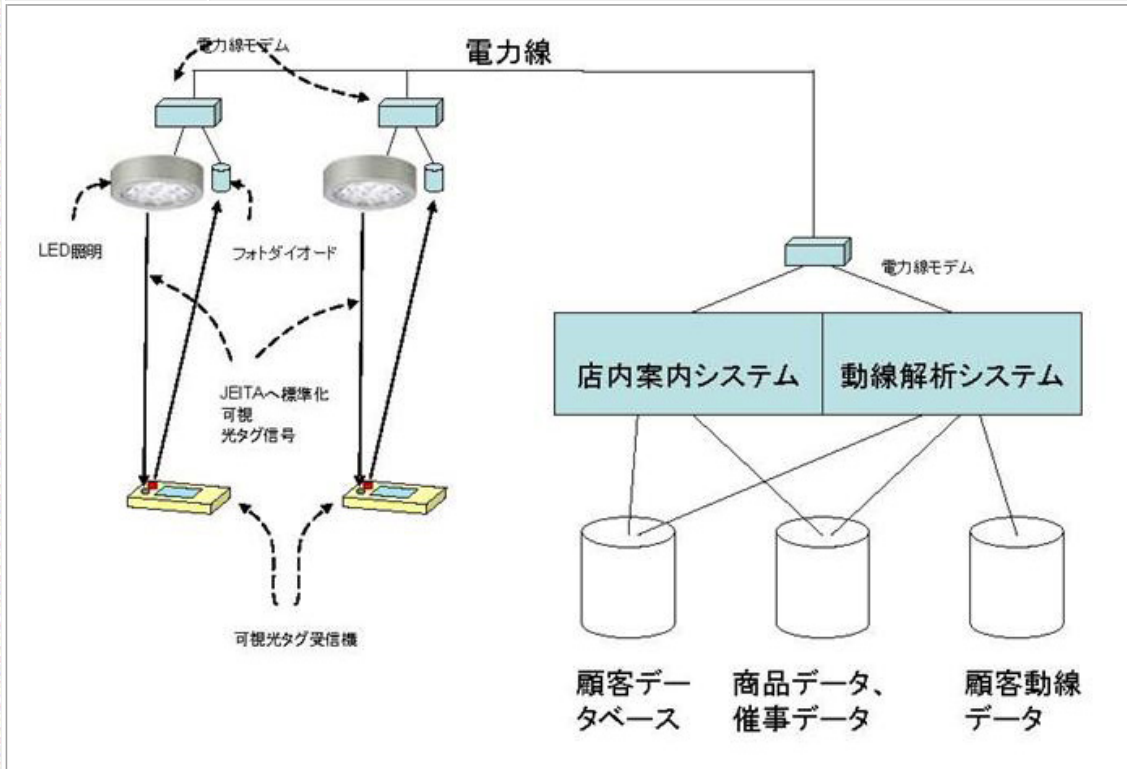 電力線モデム
電力線
LED照明
フォトダイオード
電力線モデム
JEITAへ標準化
可視
光タグ信号
店内案内システム
動線解析システム
可視光タグ受信機
顧客デー
タベース
商品データ、
催事データ
顧客動線
データ